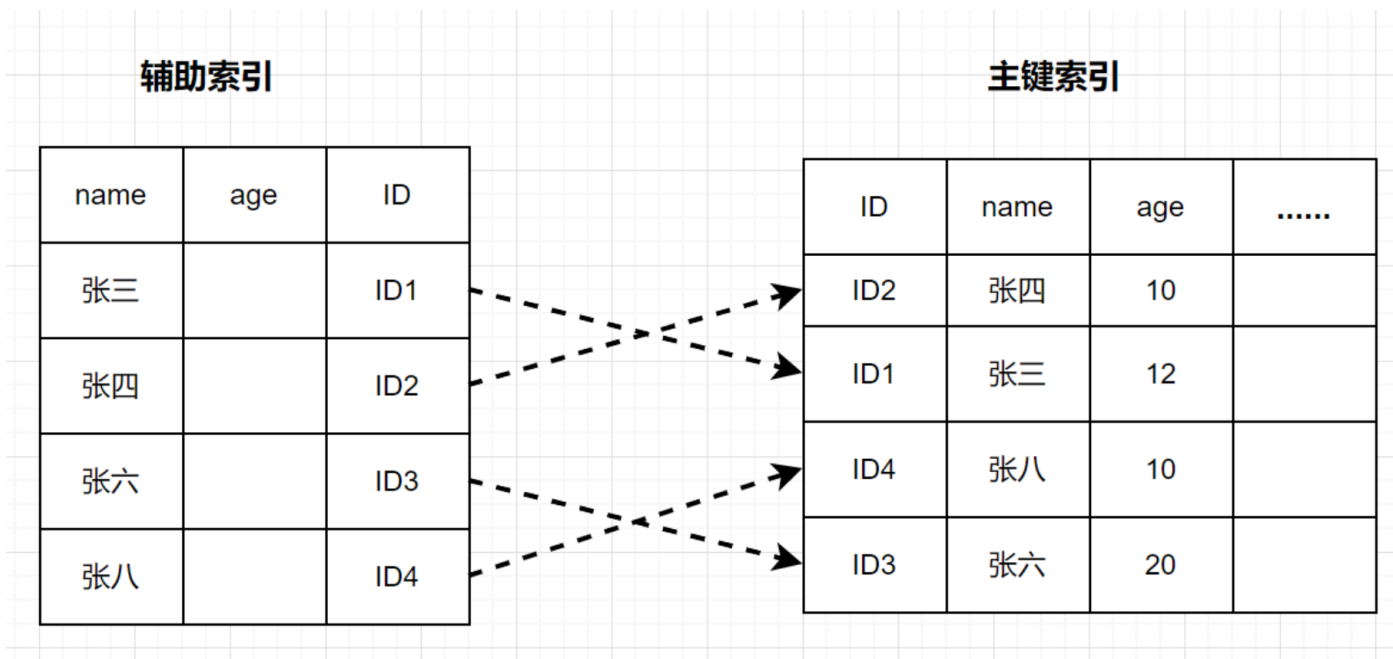 辅助索引
主键索引
name age ID
张三 ID1
张四 ID2
张六 ID3
张八 ID4
ID name age ......
ID2 张四 10
ID1 张三 12
ID4 张八 10
ID3 张六 20